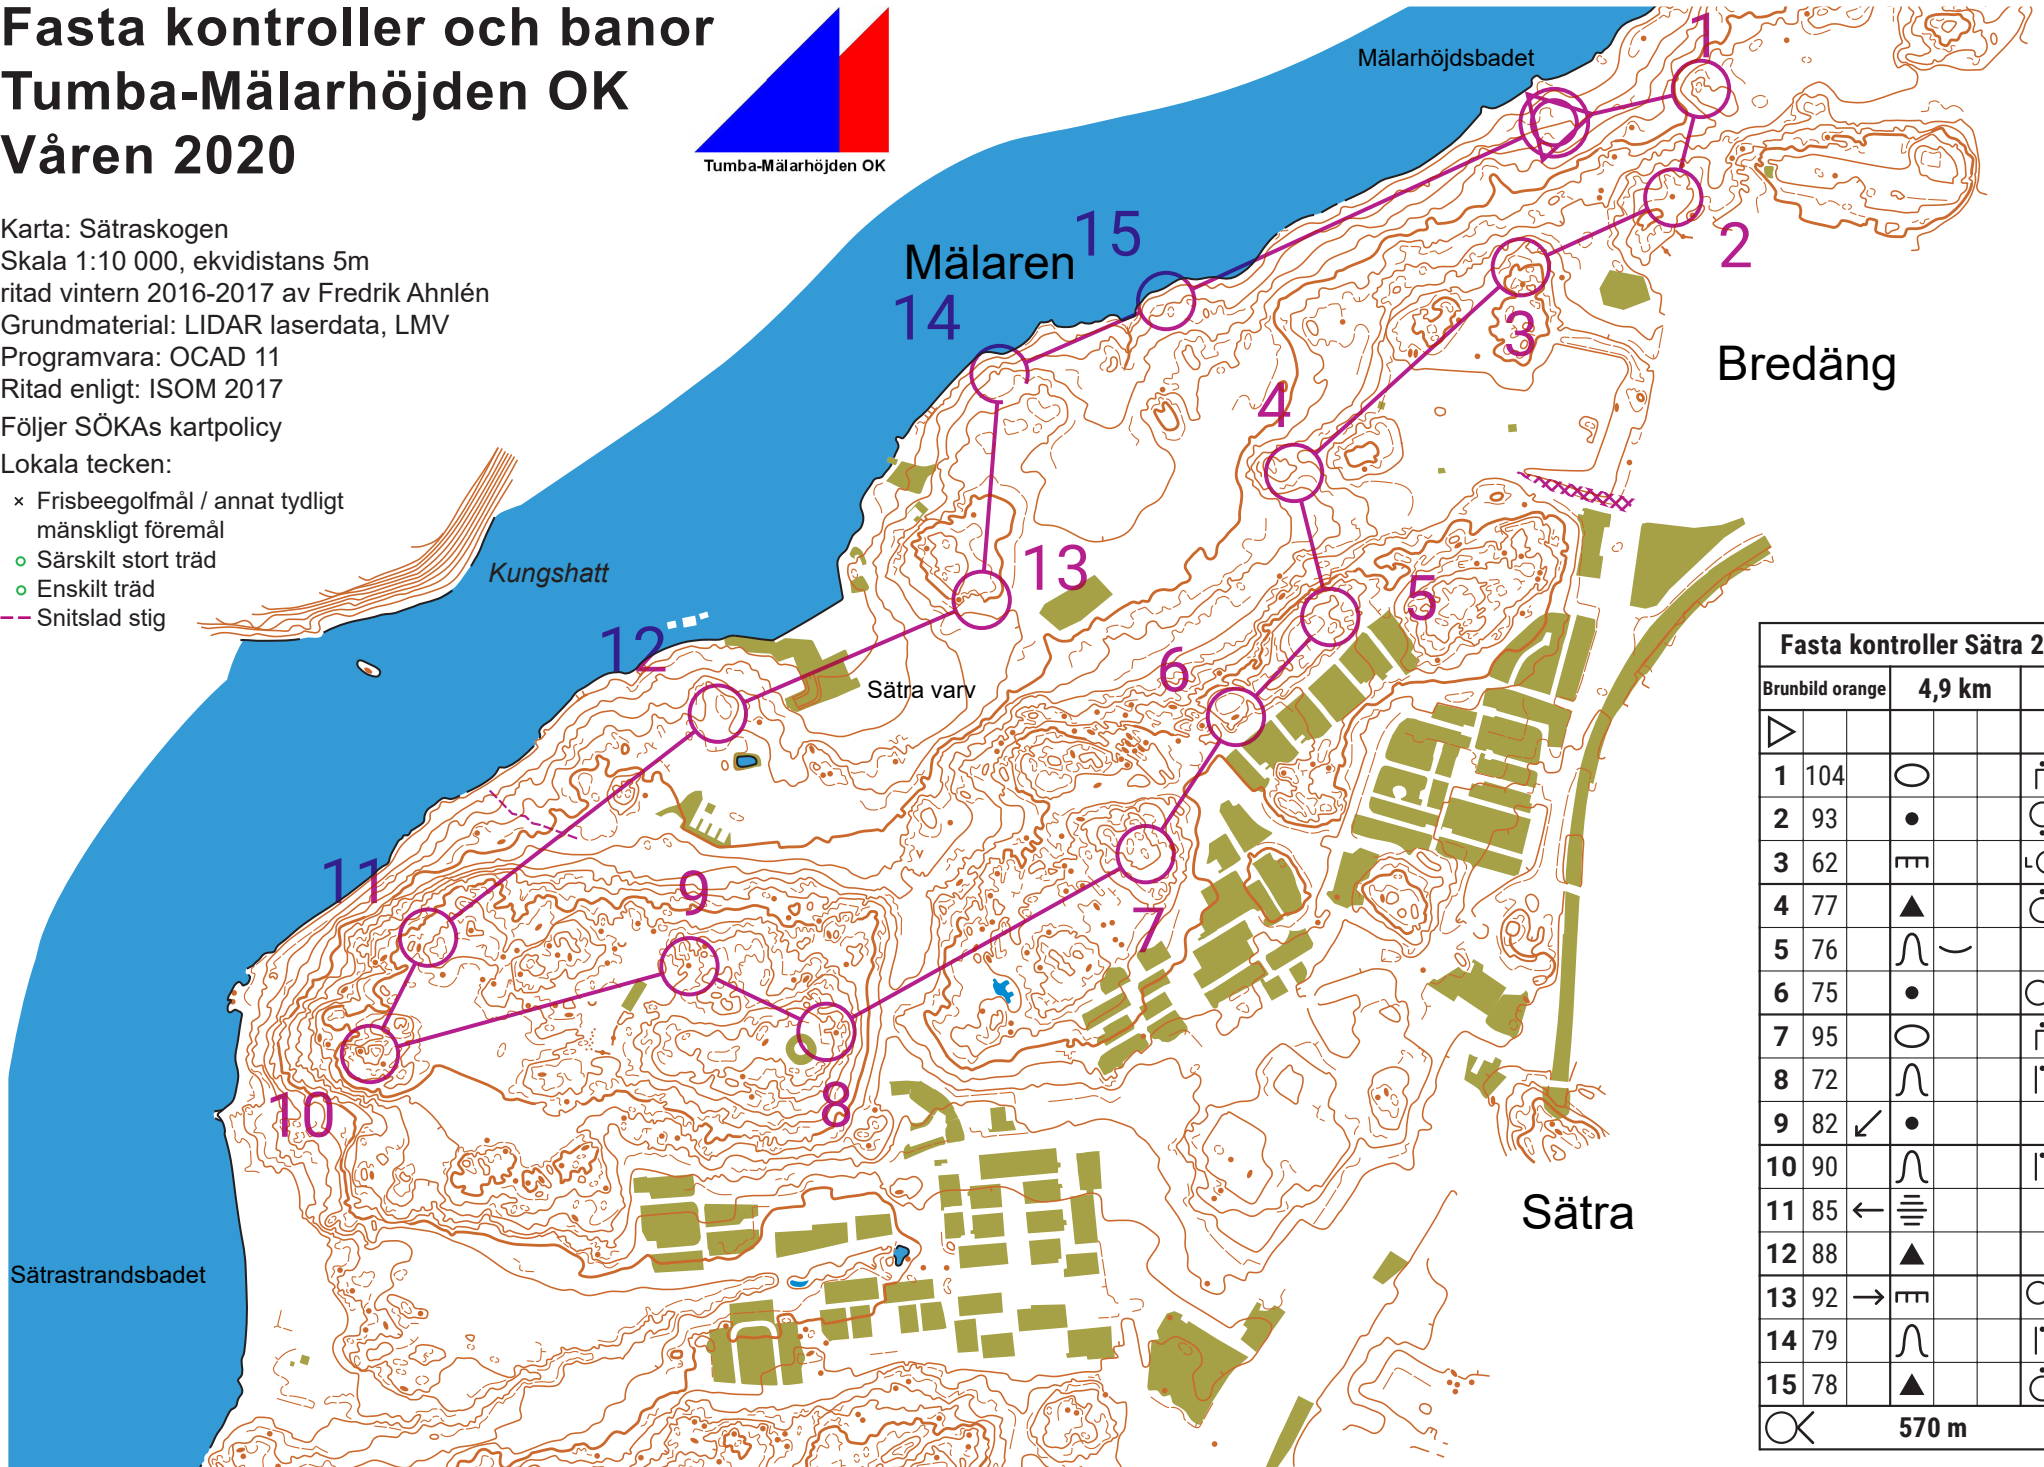 Fasta kontroller och banor
Tumba-Mälarhöjden OK
Våren 2020
Tumba-Mälarhöjden OK
Karta: Sätraskogen
Skala 1:10 000, ekvidistans 5m
ritad vintern 2016-2017 av Fredrik Ahnlén
Grundmaterial: LIDAR laserdata, LMV
Programvara: OCAD 11
Ritad enligt: ISOM 2017
Följer SÖKAs kartpolicy
Lokala tecken:
× Frisbeegolfmål / annat tydligt
mänskligt föremål
Särskilt stort träd
Enskilt träd
Snitslad stig
Mälarhöjdsbadet
1
2
3
Mälaren
15
14
4
Bredäng
13
5
Kungshatt
12
6
Sätra varv
11
9
7
10
8
Sätra
Sätrastrandsbadet
Fasta kontroller Sätra 2
Brunbild orange 4,9 km
1 104
2 93
3 62
4 77
5 76
6 75
7 95
8 72
9 82
10 90
11 85
12 88
13 92
14 79
15 78
570 m